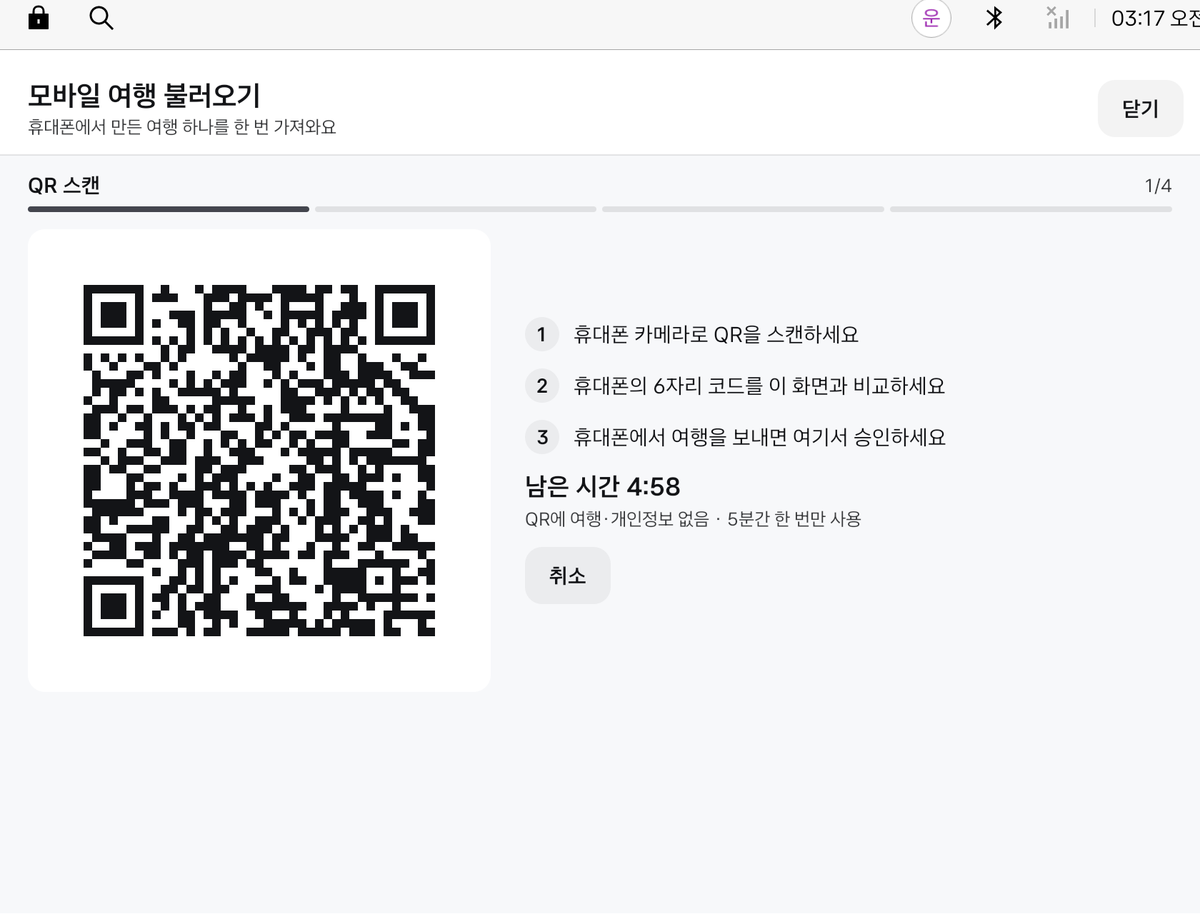 운
03:17 오전
모바일 여행 불러오기
휴대폰에서 만든 여행 하나를 한 번 가져와요
닫기
QR 스캔
1/4
1 휴대폰 카메라로 QR을 스캔하세요
2 휴대폰의 6자리 코드를 이 화면과 비교하세요
3 휴대폰에서 여행을 보내면 여기서 승인하세요
남은 시간 4:58
QR에 여행·개인정보 없음 · 5분간 한 번만 사용
취소